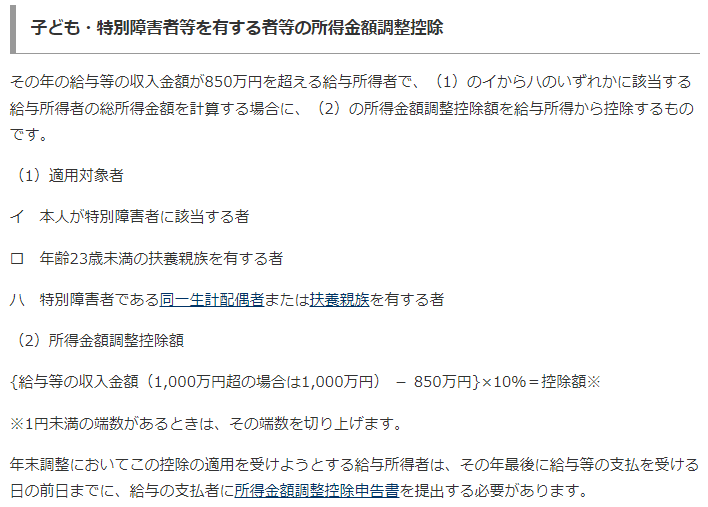 子ども・特別障害者等を有する者等の所得金額調整控除
その年の給与等の収入金額が850万円を超える給与所得者で、（1）のイからハのいずれかに該当する
給与所得者の総所得金額を計算する場合に、（2）の所得金額調整控除額を給与所得から控除するもの
です。
（1）適用対象者
イ　本人が特別障害者に該当する者
ロ　年齢23歳未満の扶養親族を有する者
ハ　特別障害者である同一生計配偶者または扶養親族を有する者
（2）所得金額調整控除額
{給与等の収入金額（1,000万円超の場合は1,000万円） － 850万円}×10%＝控除額※
※1円未満の端数があるときは、その端数を切り上げます。
年末調整においてこの控除の適用を受けようとする給与所得者は、その年最後に給与等の支払を受ける
日の前日までに、給与の支払者に所得金額調整控除申告書を提出する必要があります。